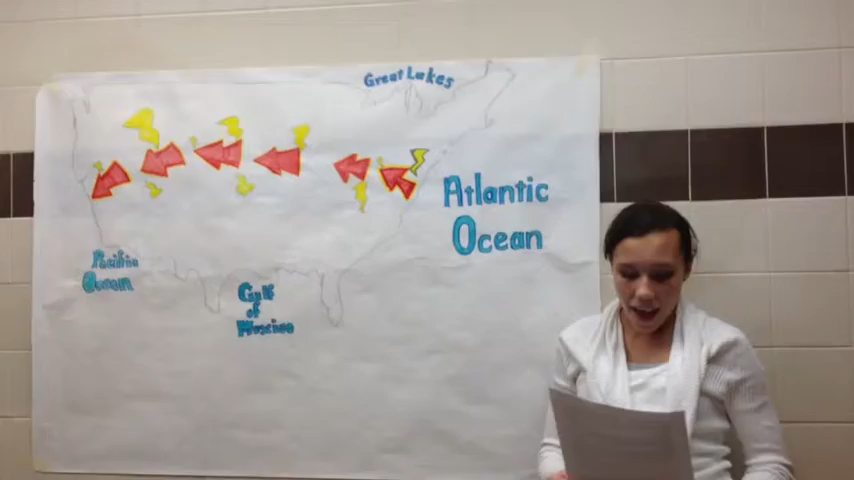 Great Lakes
Atlantic
Ocean
Pacific
Ocean
Gulf
of
Mexico